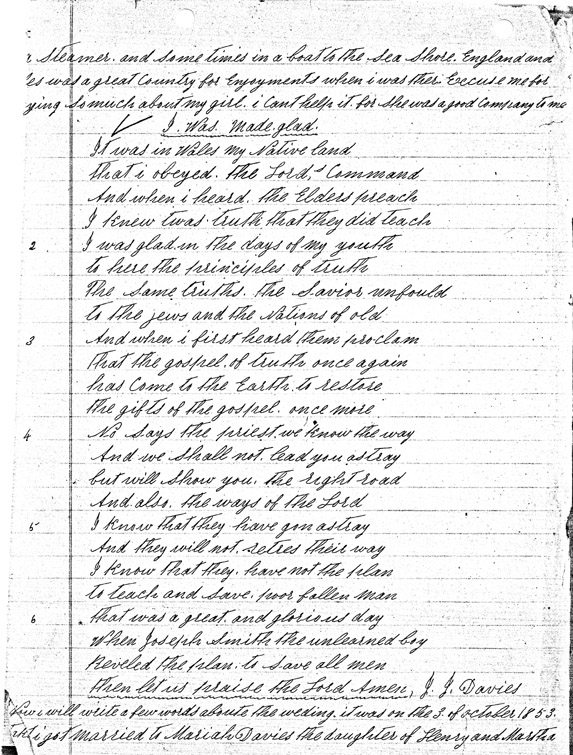 r Steamer. and some times in a boat to the Sea Shore. England and
les was a great Country for Enjoyments when i was ther. Eccuse me for
ying so much about my girl. i Cant help it. for she was a good Company to me
I. Was. Made. glad.
It was in Wales my Native land
that i obeyed. the Lord,s Command
And when i heard. the Elders preach
I knew twas truth that they did teach
2 I was glad in the days of my youth
to here the principles of truth
The Same truths. the Savior unfould
to the jews and the Nations of old
3 And when i first heard them proclam
that the gospel. of truth once again
has Come to the Earth to restore
the gifts of the gospel. once more
4 No Says the priest we know the way
And we Shall not. lead you astray
but will Show you. the right road
And also. the ways of the Lord
5 I know that they have gon astray
And they will not. setres their way
I know that they. have not the plan
to teach and Save. poor fallen man
6 that was a great. and glorious day
When Joseph Smith the unlearned boy
Reveled the plan. to save all men
then let us praise the Lord Amen, J. J. Davies
Now i will write a few words aboute the weding. it was on the 3. of october 1853.
that i got Married to Mariah Davies the daughter of Henry and Martha